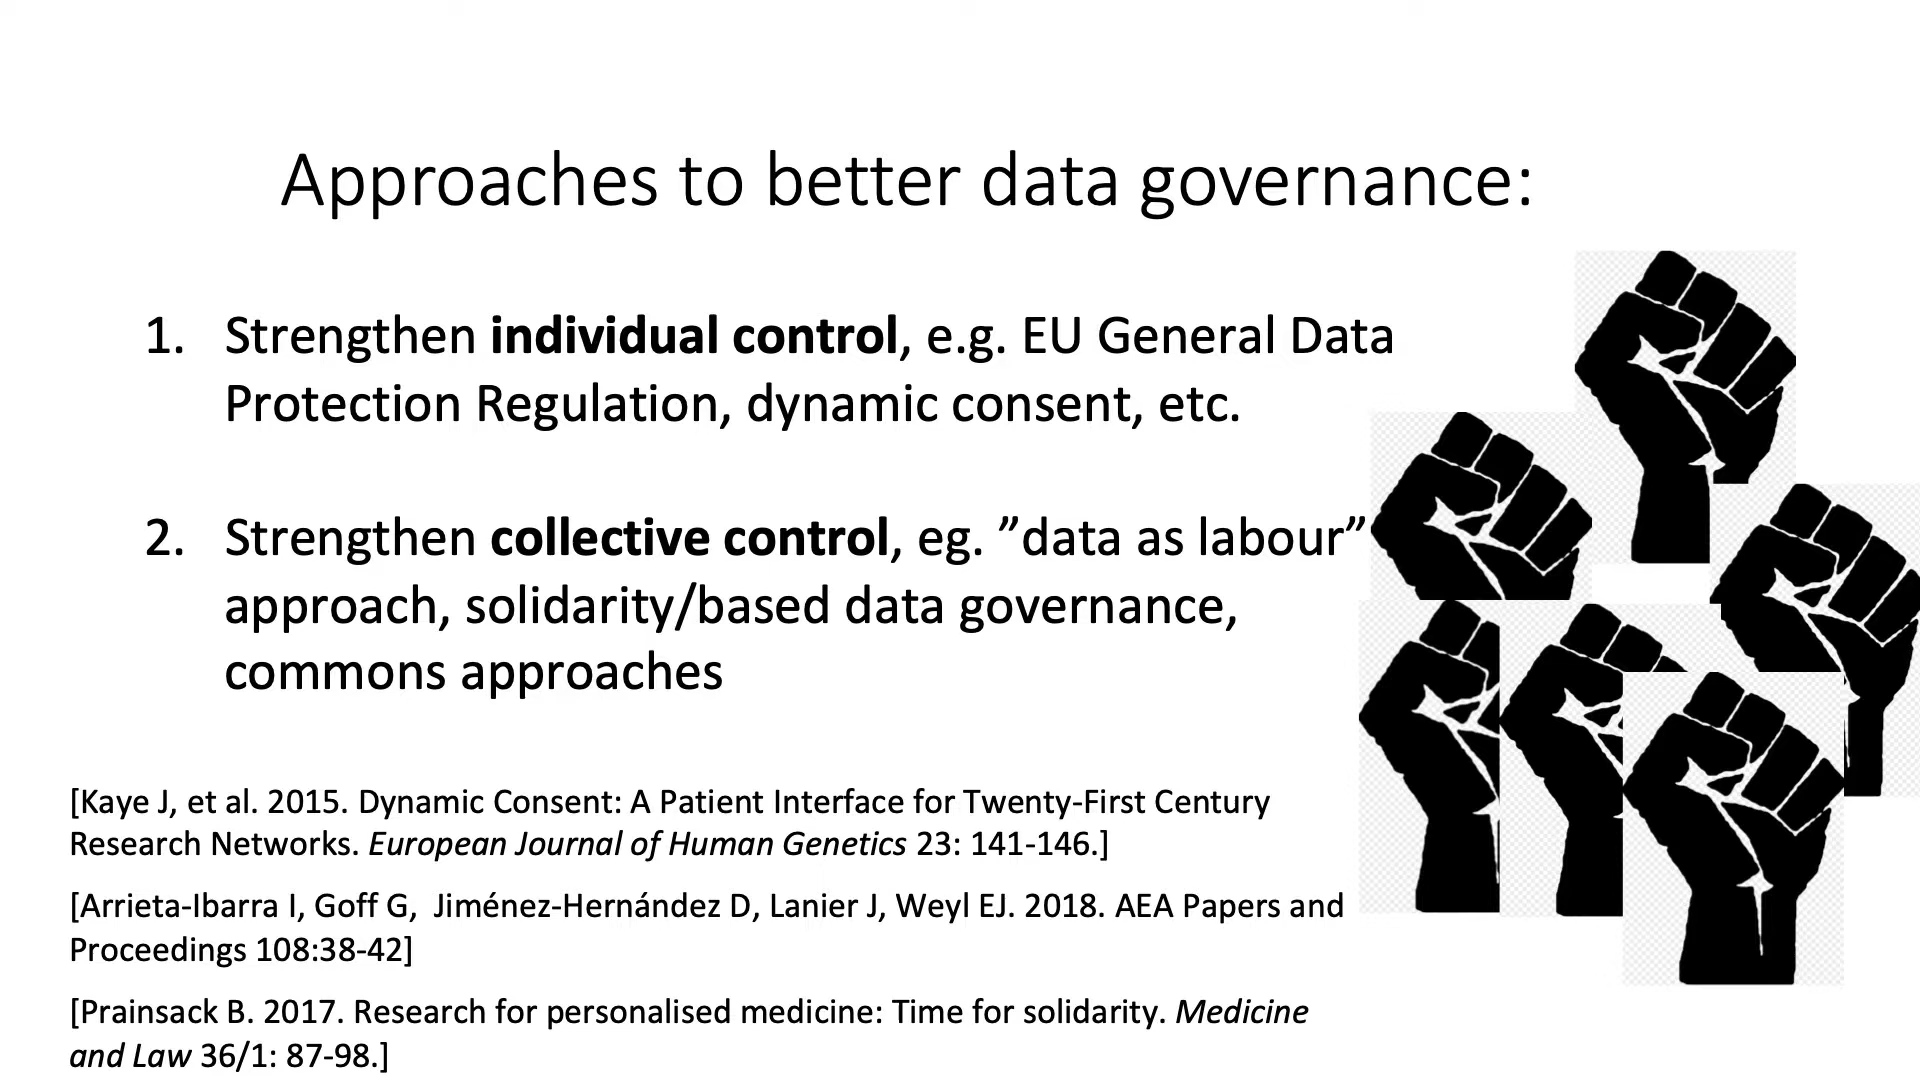 Approaches to better data governance:
1. Strengthen individual control, e.g. EU General Data
Protection Regulation, dynamic consent, etc.
2. Strengthen collective control, eg. ”data as labour”
approach, solidarity/based data governance,
commons approaches
[Kaye J, et al. 2015. Dynamic Consent: A Patient Interface for Twenty-First Century
Research Networks. European Journal of Human Genetics 23: 141-146.]
[Arrieta-Ibarra I, Goff G,  Jiménez-Hernández D, Lanier J, Weyl EJ. 2018. AEA Papers and
Proceedings 108:38-42]
[Prainsack B. 2017. Research for personalised medicine: Time for solidarity. Medicine
and Law 36/1: 87-98.]